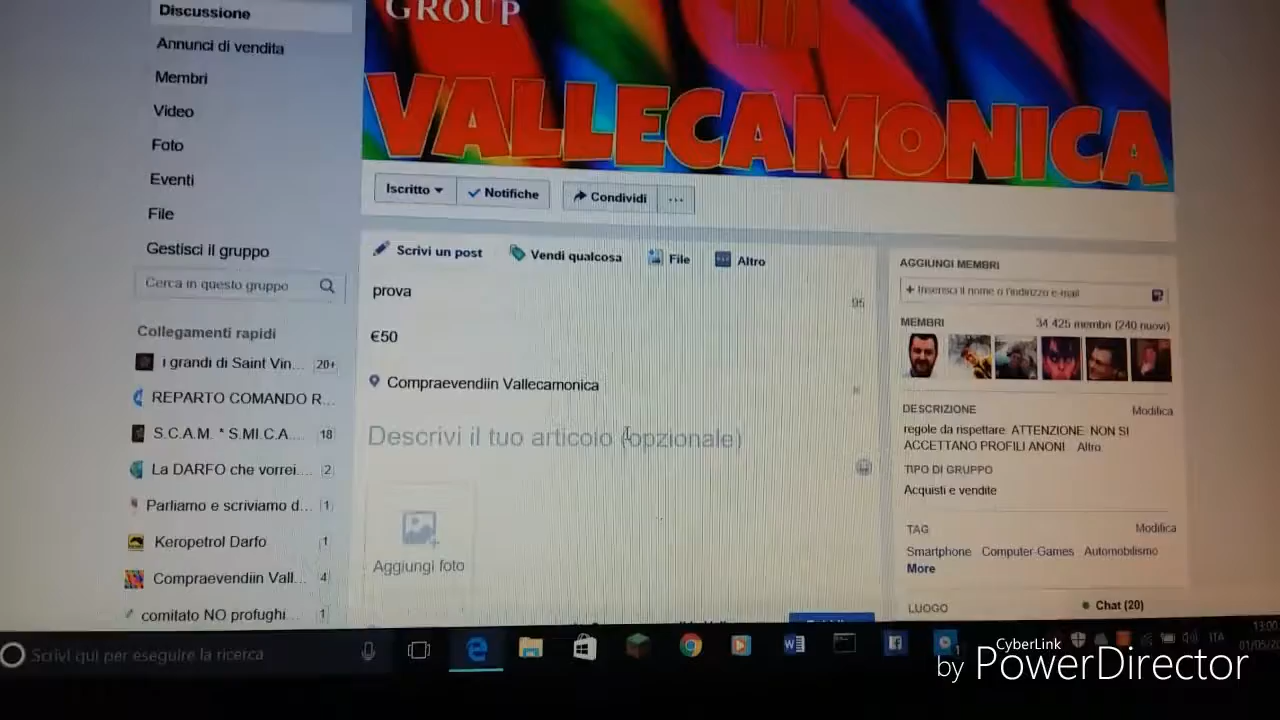 GROUP
in
VALLECAMONICA
Discussione
Annunci di vendita
Membri
Video
Foto
Eventi
File
Gestisci il gruppo
Cerca in questo gruppo
Collegamenti rapidi
i grandi di Saint Vin... 20+
REPARTO COMANDO R...
S.C.A.M. * S.MI.C.A.... 18
La DARFO che vorrei.... 2
Parliamo e scriviamo d... 1
Keropetrol Darfo 1
Compraevendiin Vall... 4
comitato NO profughi... 1
Iscritto Notifiche Condividi ...
Scrivi un post Vendi qualcosa File Altro
prova 95
€50
Compraevendiin Vallecamonica
Descrivi il tuo articolo (opzionale)
Aggiungi foto
AGGIUNGI MEMBRI
+ Inserisci il nome o l'indirizzo e-mail
MEMBRI 34 425 membri (240 nuovi)
DESCRIZIONE Modifica
regole da rispettare ATTENZIONE NON SI
ACCETTANO PROFILI ANONI Altro
TIPO DI GRUPPO
Acquisti e vendite
TAG Modifica
Smartphone Computer Games Automobilismo
More
LUOGO
Chat (20)
Scrivi qui per eseguire la ricerca
ITA
13:00
CyberLink
by PowerDirector